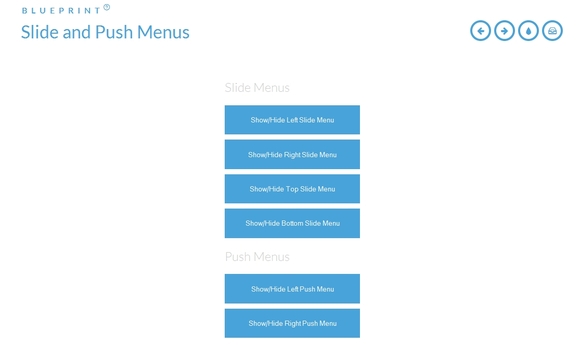 BLUEPRINT ?
Slide and Push Menus
Slide Menus
Show/Hide Left Slide Menu
Show/Hide Right Slide Menu
Show/Hide Top Slide Menu
Show/Hide Bottom Slide Menu
Push Menus
Show/Hide Left Push Menu
Show/Hide Right Push Menu